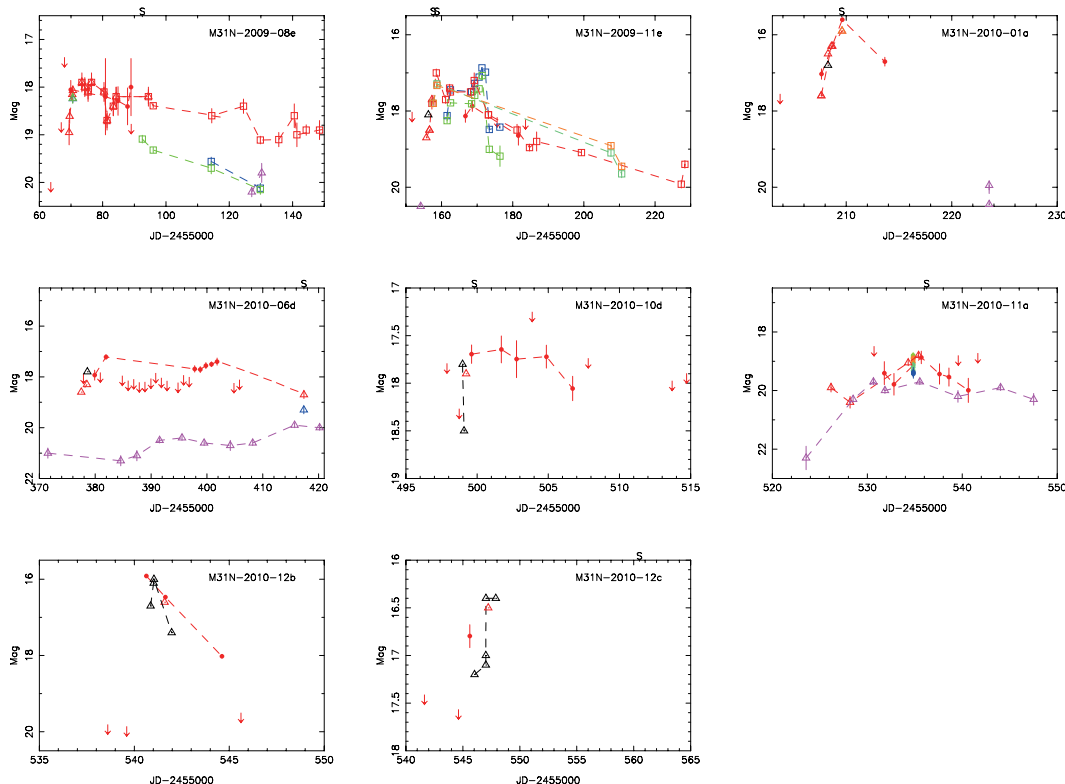 S
M31N-2009-08e
Mag
16
17
18
19
20
60
80
100
120
140
JD-2455000
SS
M31N-2009-11e
Mag
16
18
20
160
180
200
220
JD-2455000
S
M31N-2010-01a
Mag
16
18
20
210
220
230
JD-2455000
S
M31N-2010-06d
Mag
16
18
20
22
370
380
390
400
410
420
JD-2455000
S
M31N-2010-10d
Mag
17
17.5
18
18.5
19
495
500
505
510
515
JD-2455000
S
M31N-2010-11a
Mag
18
20
22
520
530
540
550
JD-2455000
M31N-2010-12b
Mag
16
18
20
535
540
545
550
JD-2455000
S
M31N-2010-12c
Mag
16
16.5
17
17.5
18
540
545
550
555
560
565
JD-2455000